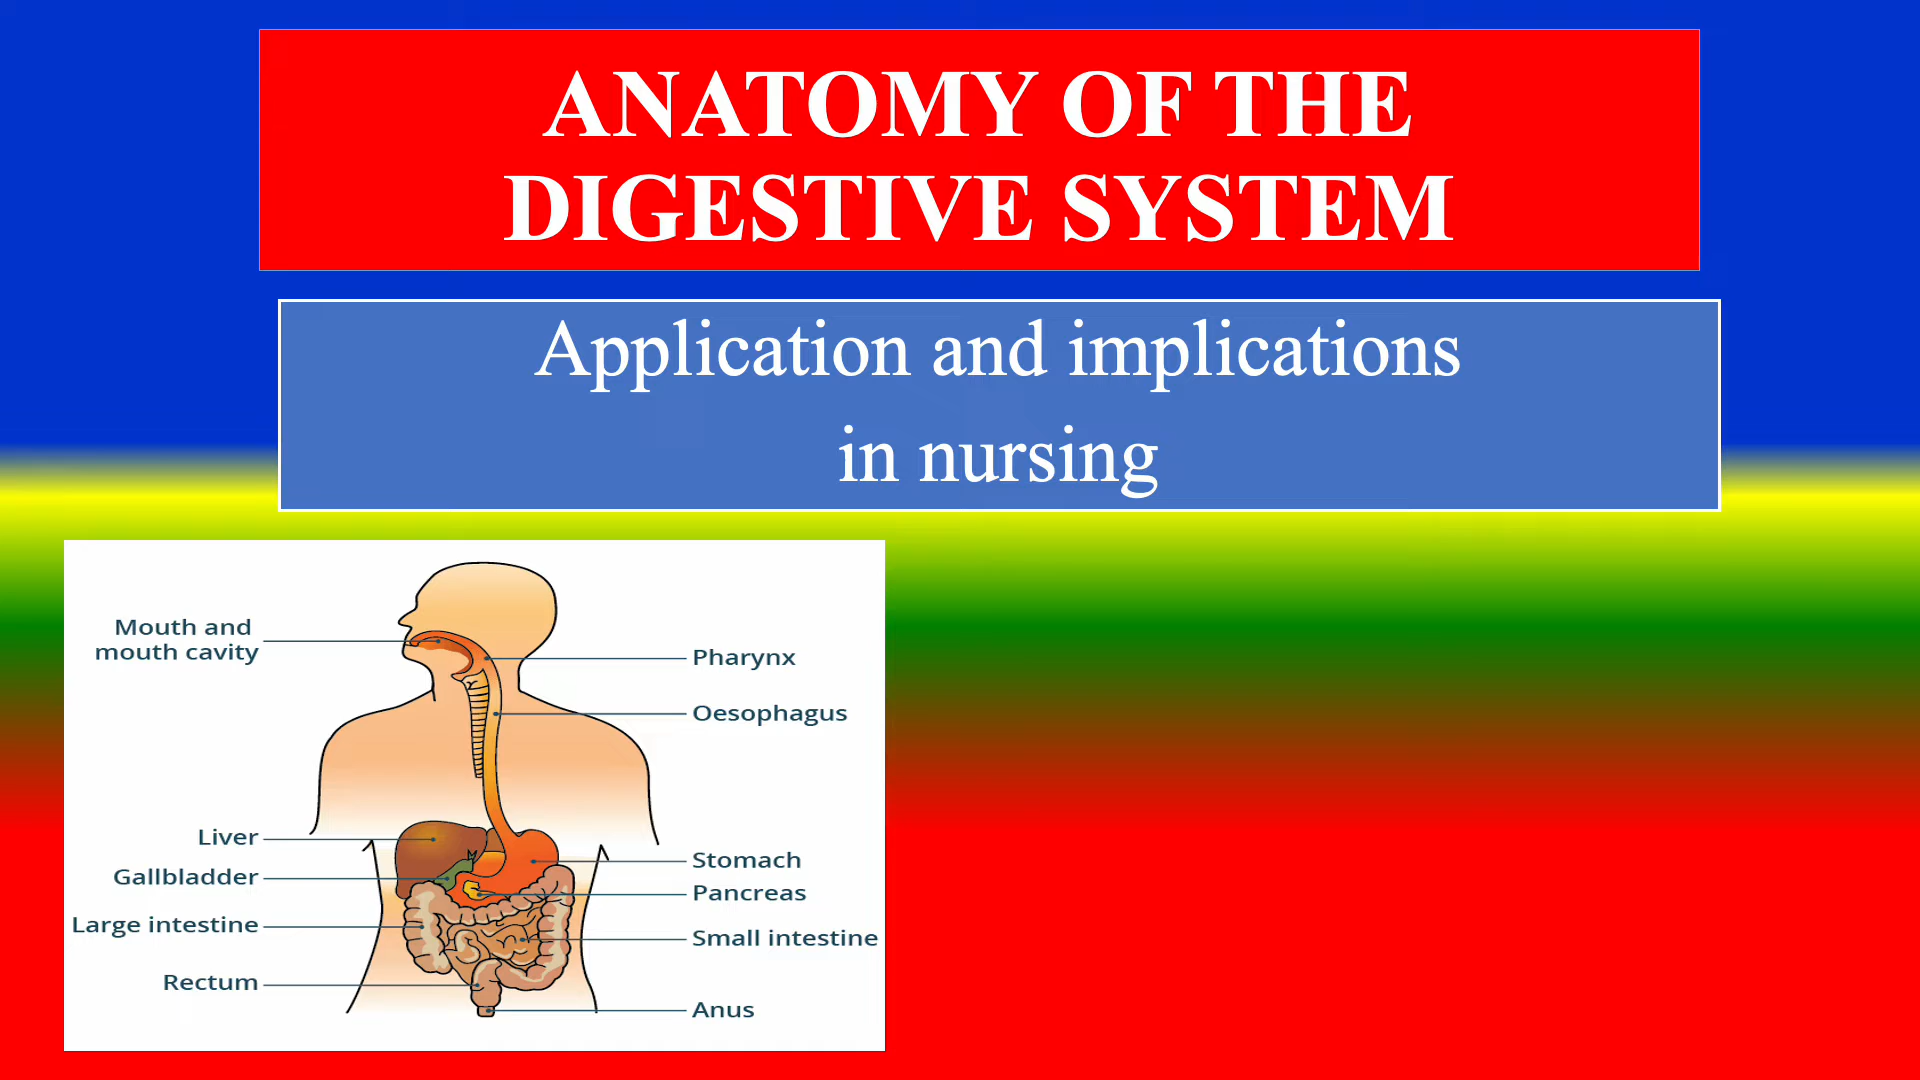 ANATOMY OF THE
DIGESTIVE SYSTEM
Application and implications
in nursing
Mouth and
mouth cavity
Pharynx
Oesophagus
Liver
Gallbladder
Large intestine
Rectum
Stomach
Pancreas
Small intestine
Anus